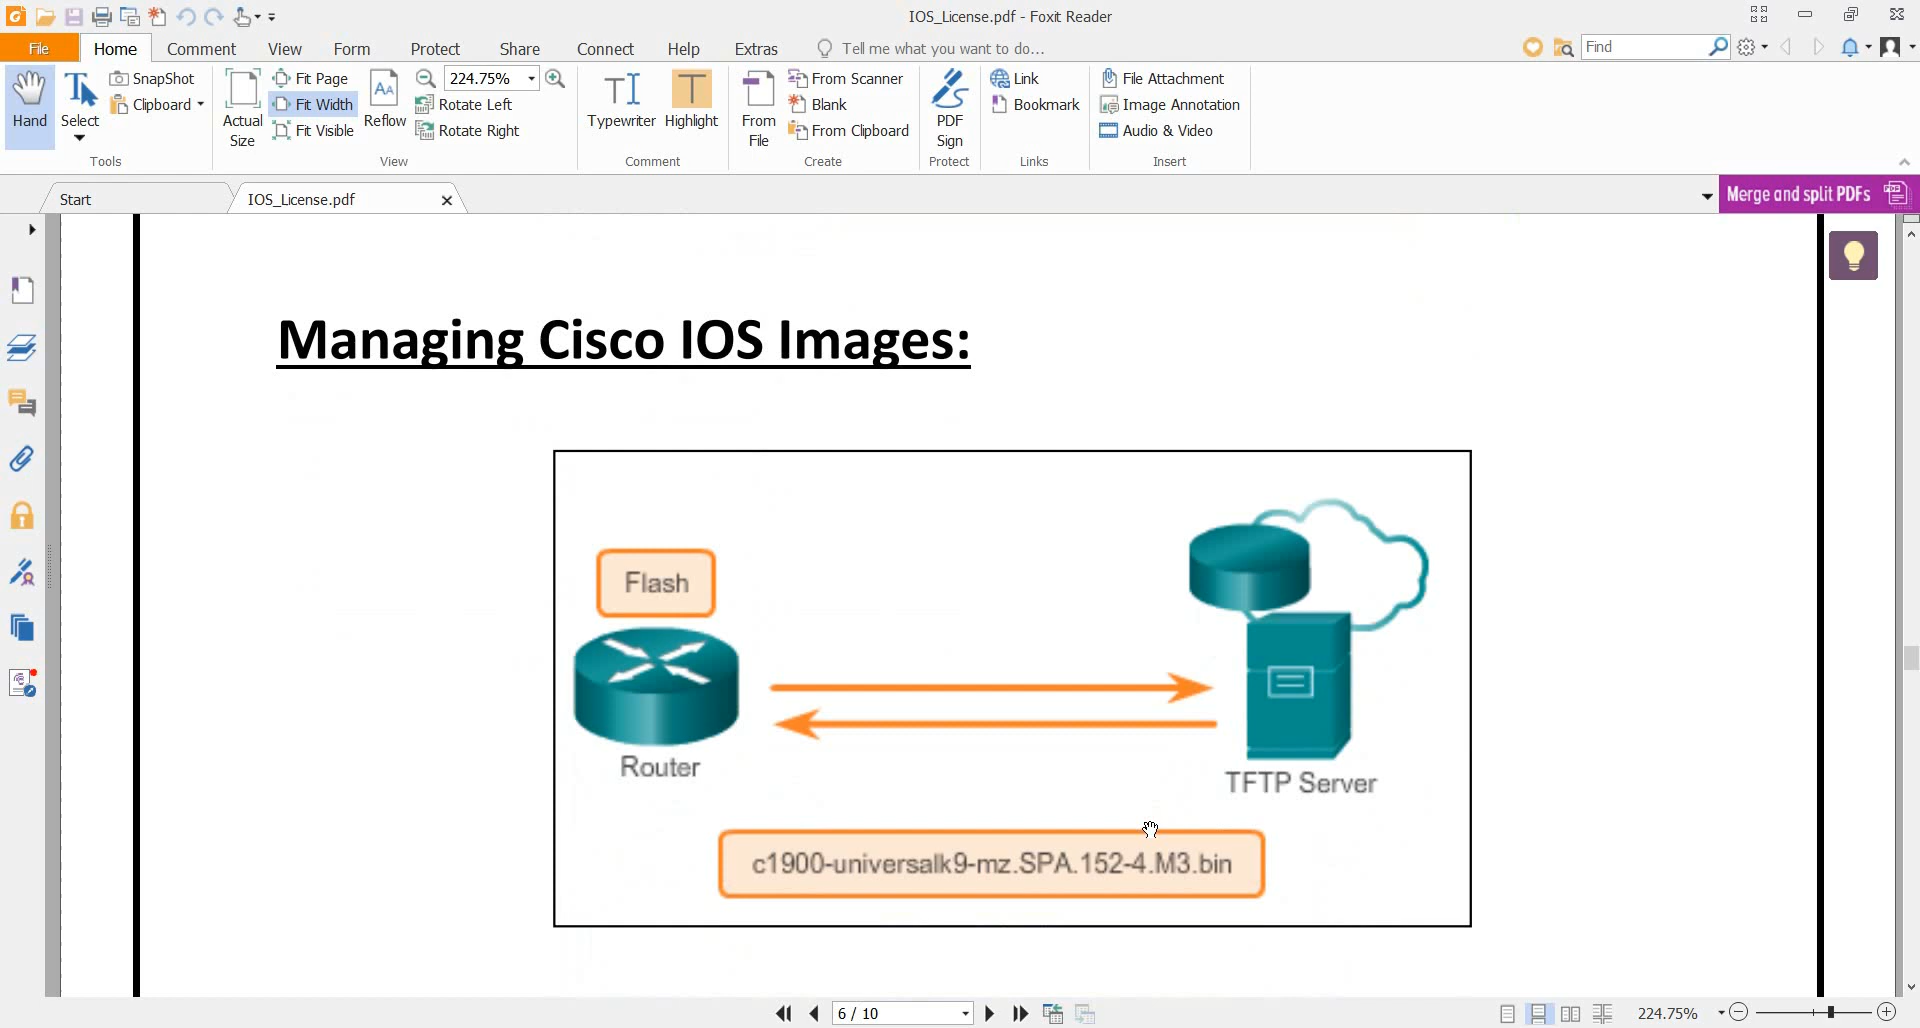 IOS_License.pdf - Foxit Reader
File Home Comment View Form Protect Share Connect Help Extras Tell me what you want to do... Find
Hand
Select
SnapShot
Clipboard
Tools
Actual Size
Fit Page
Fit Width
Fit Visible
Reflow
224.75%
Rotate Left
Rotate Right
View
Typewriter
Highlight
Comment
From File
From Scanner
Blank
From Clipboard
Create
PDF Sign
Protect
Link
Bookmark
Links
File Attachment
Image Annotation
Audio & Video
Insert
Start
IOS_License.pdf
Merge and split PDFs
Managing Cisco IOS Images:
Flash
Router
TFTP Server
c1900-universalk9-mz.SPA.152-4.M3.bin
6 / 10
224.75%